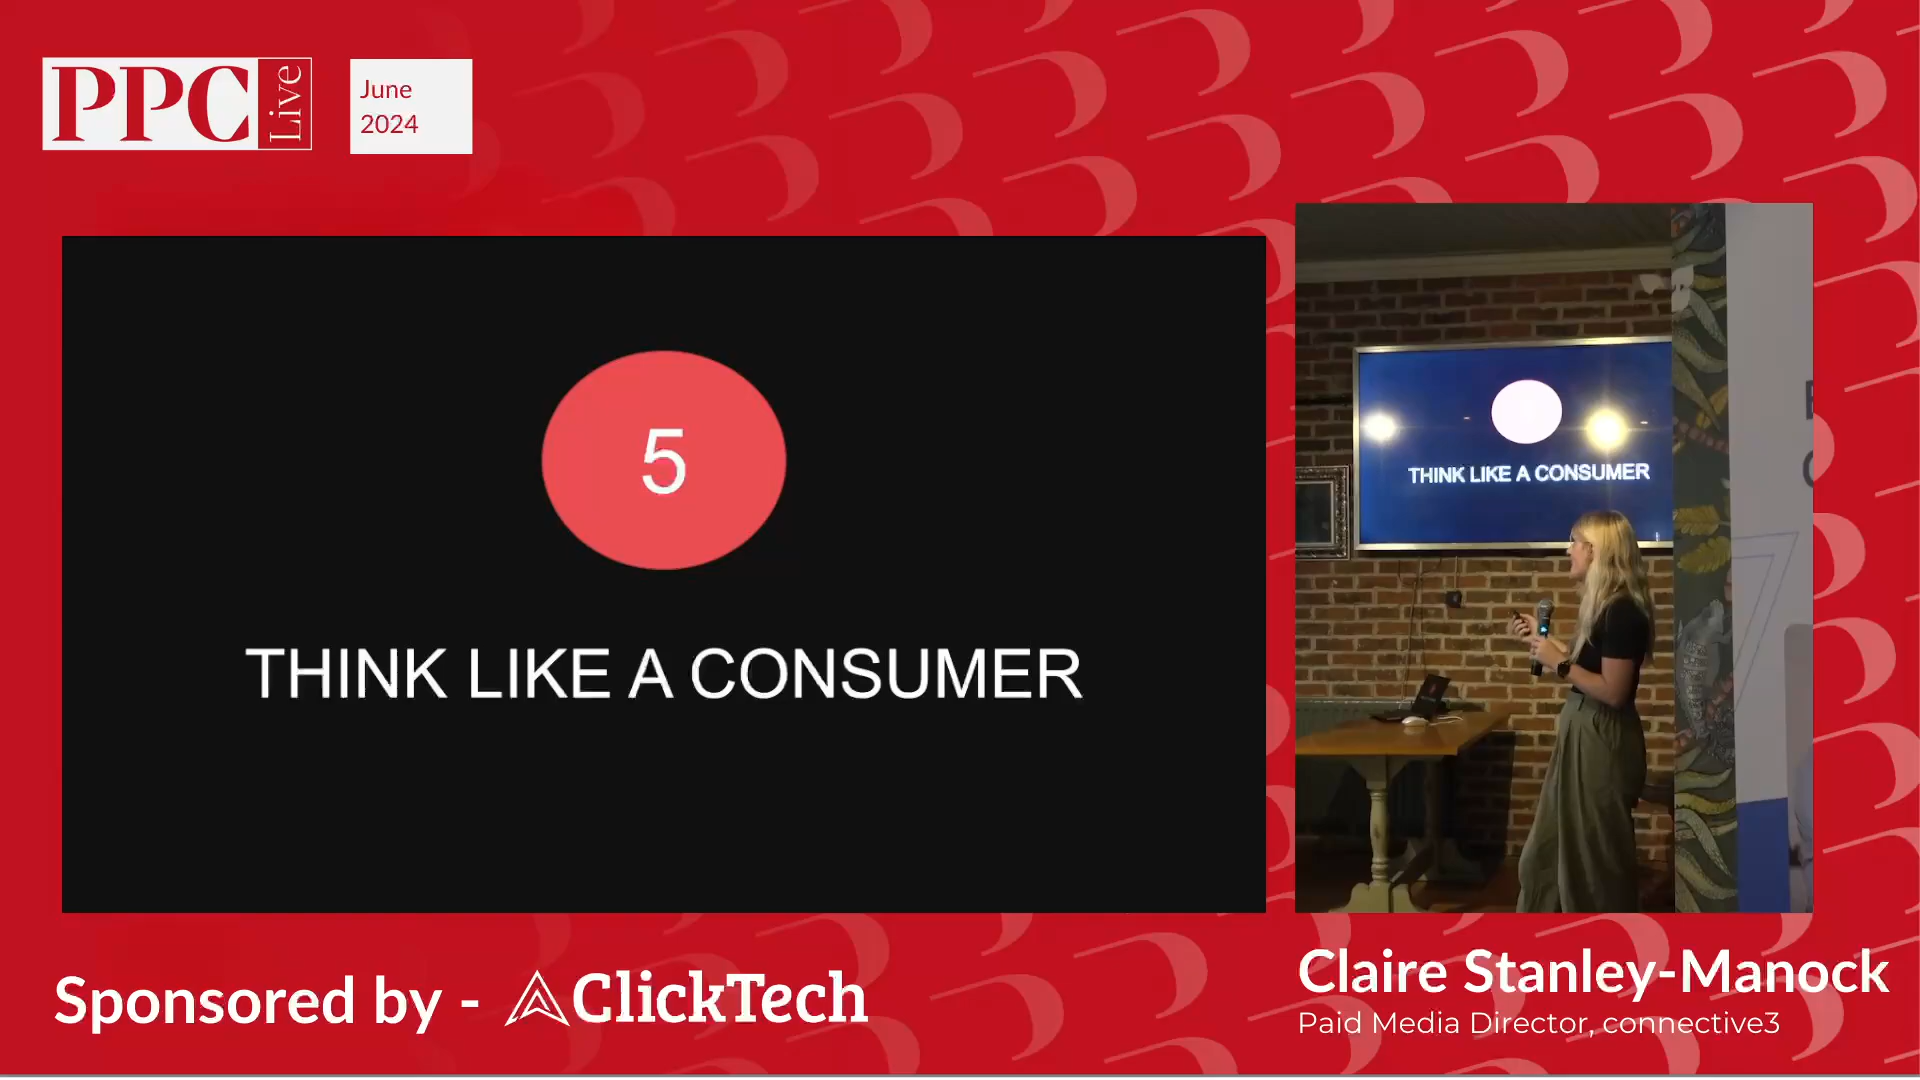 PPC Live
June
2024
5
THINK LIKE A CONSUMER
THINK LIKE A CONSUMER
Sponsored by - ClickTech
Claire Stanley-Manock
Paid Media Director, connective3